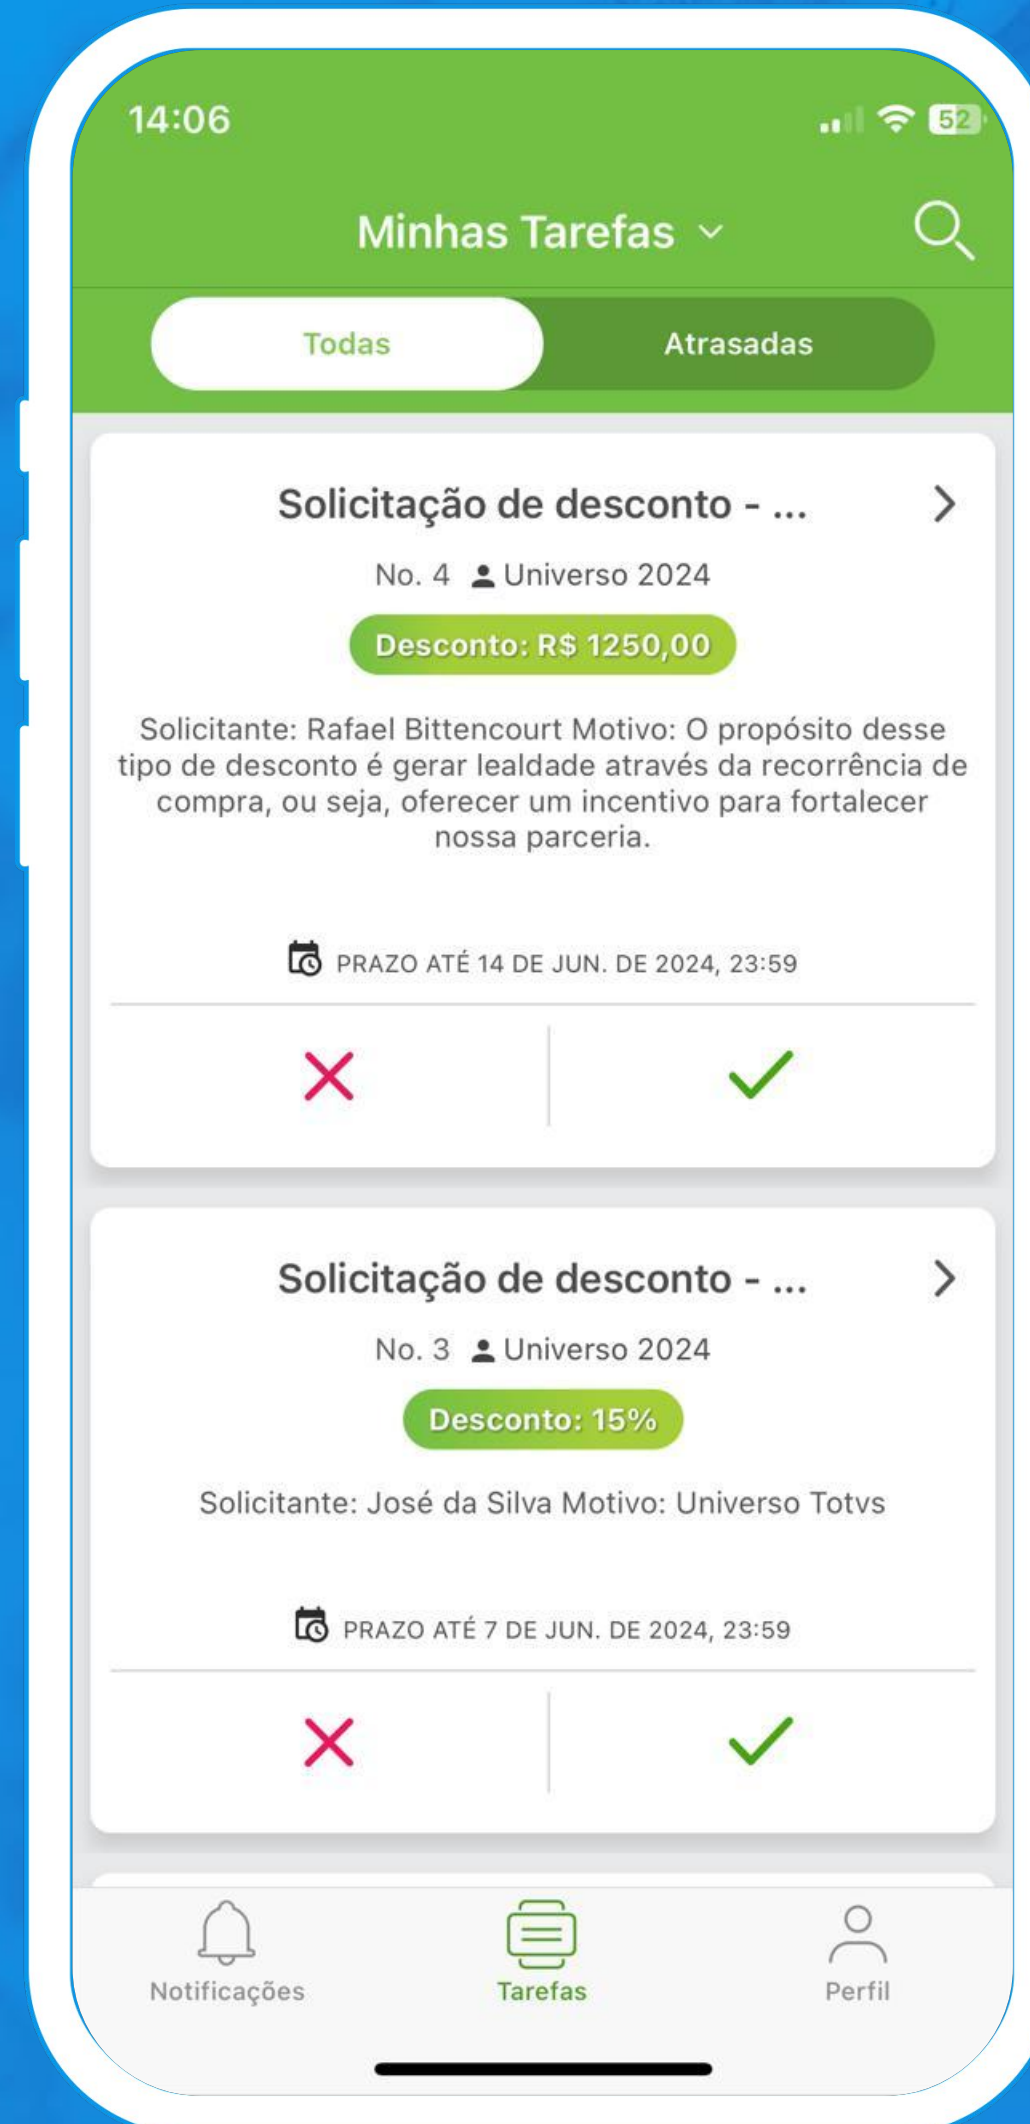 14:06
52
Minhas Tarefas
Todas
Atrasadas
Solicitação de desconto - ...
No. 4 Universo 2024
Desconto: R$ 1250,00
Solicitante: Rafael Bittencourt Motivo: O propósito desse
tipo de desconto é gerar lealdade através da recorrência de
compra, ou seja, oferecer um incentivo para fortalecer
nossa parceria.
PRAZO ATÉ 14 DE JUN. DE 2024, 23:59
Solicitação de desconto - ...
No. 3 Universo 2024
Desconto: 15%
Solicitante: José da Silva Motivo: Universo Totvs
PRAZO ATÉ 7 DE JUN. DE 2024, 23:59
Notificações
Tarefas
Perfil